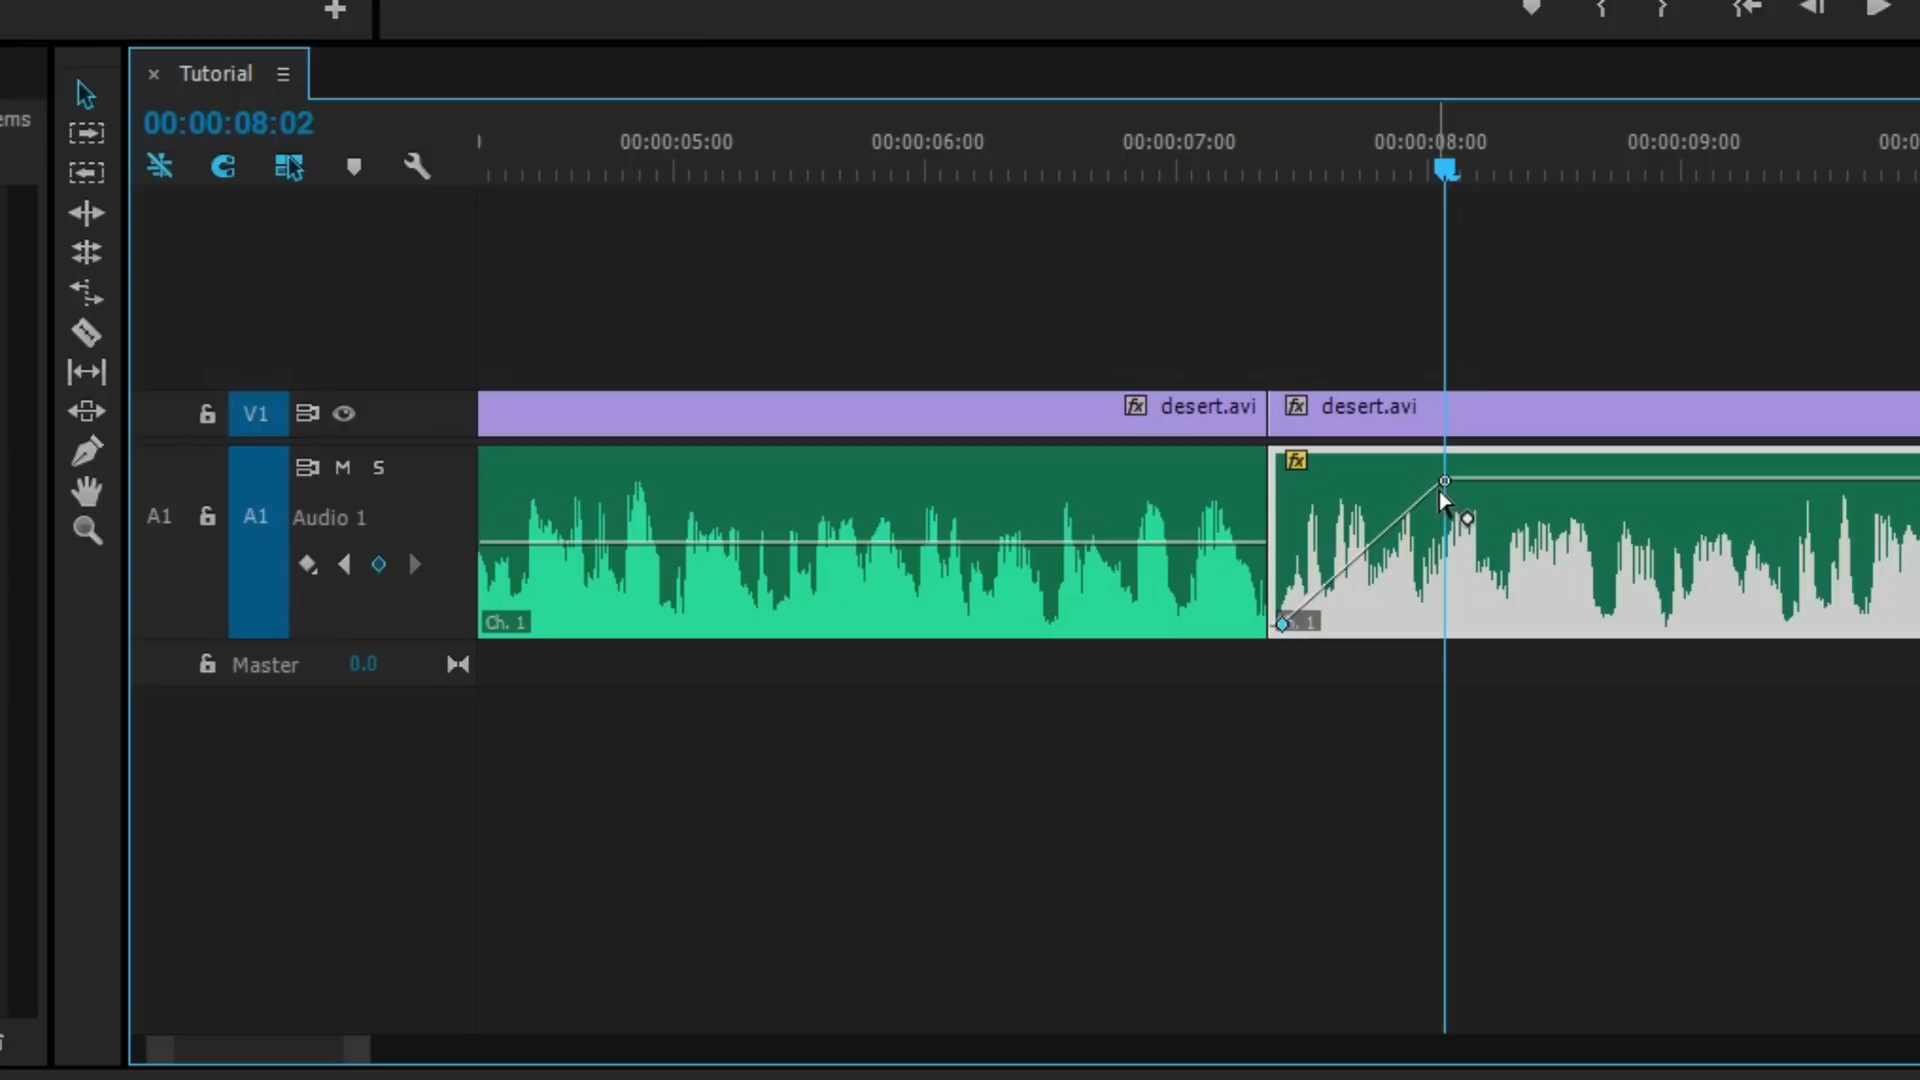 ems
× Tutorial
00:00:08:02
00:00:05:00 00:00:06:00 00:00:07:00 00:00:08:00 00:00:09:00 00:0
V1
fx desert.avi
fx desert.avi
A1 A1 M S
Audio 1
fx
Ch. 1
1
Master 0.0